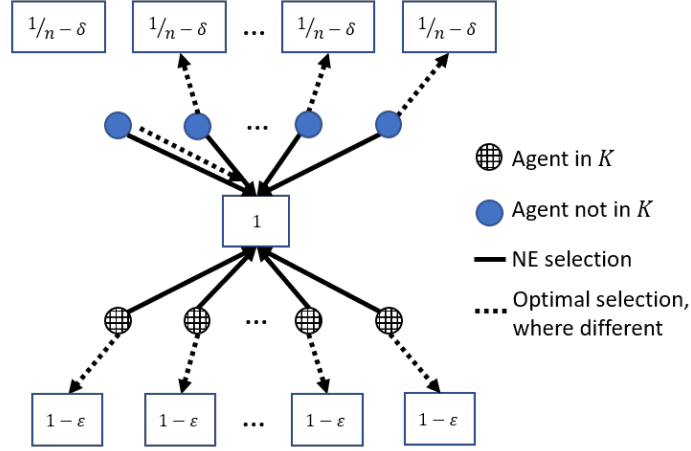 1/n − δ 1/n − δ ... 1/n − δ 1/n − δ
...
Agent in K
Agent not in K
1
NE selection
Optimal selection,
where different
...
1 − ε 1 − ε ... 1 − ε 1 − ε